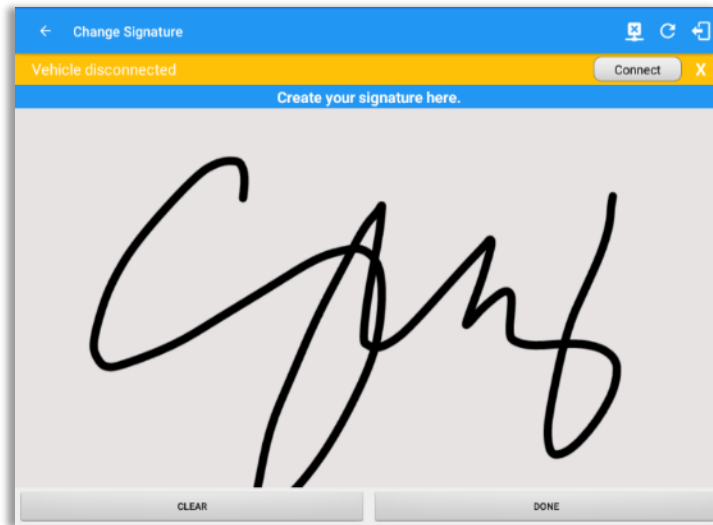 Change Signature
Vehicle disconnected
Connect
X
Create your signature here.
CLEAR
DONE